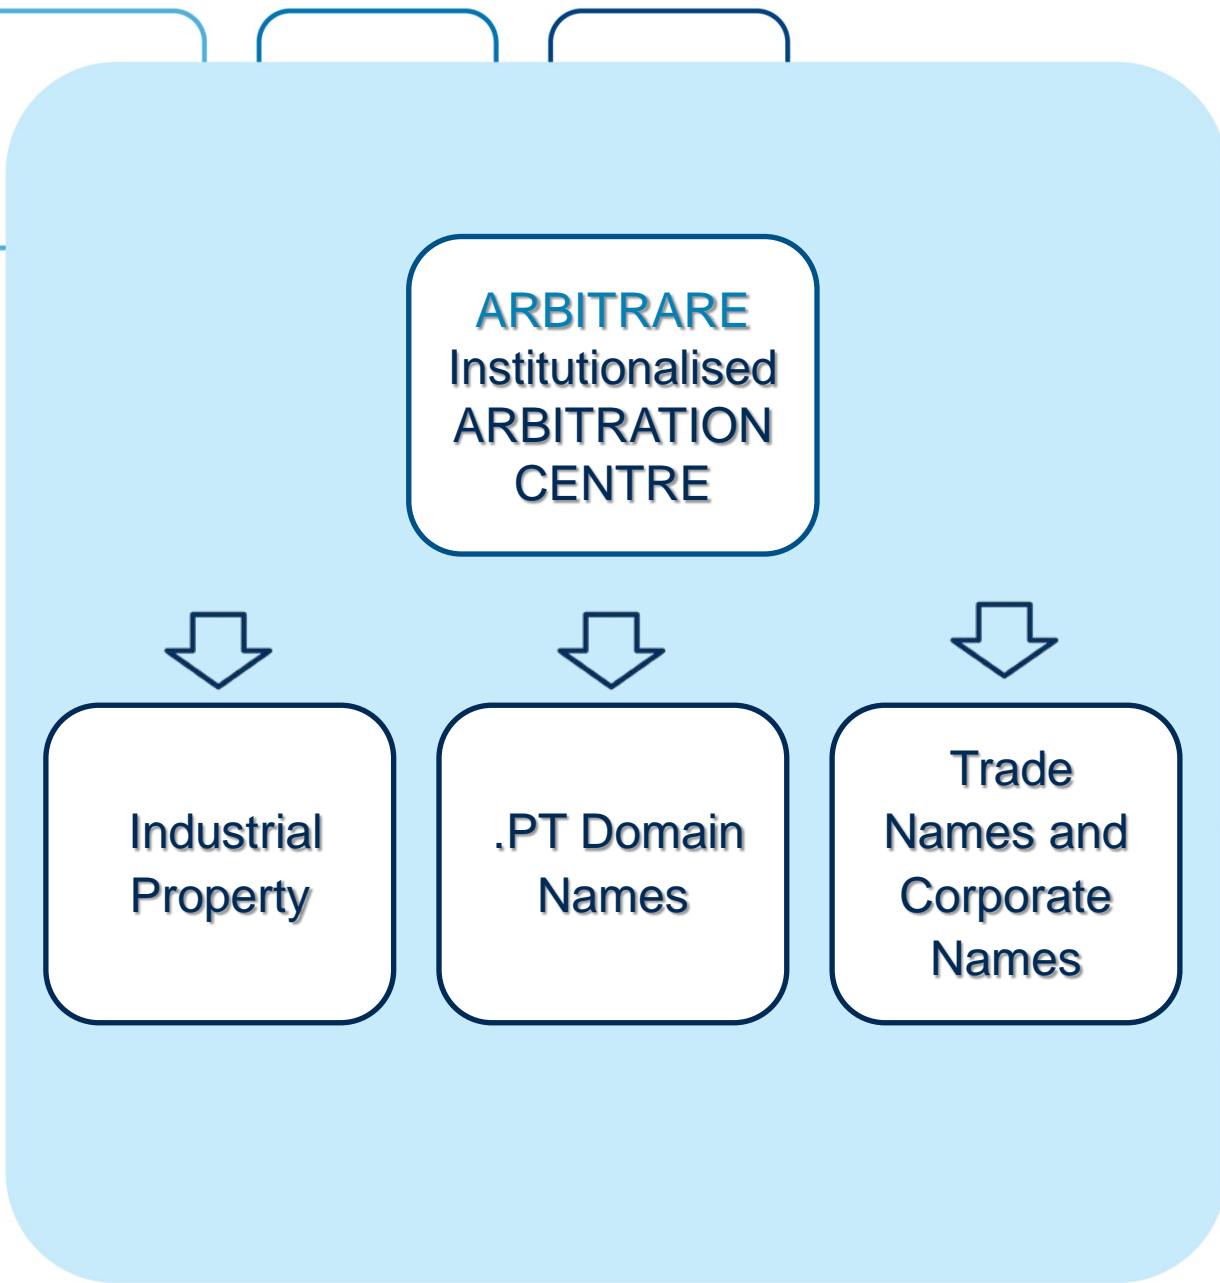 ARBITRARE
Institutionalised
ARBITRATION
CENTRE
Industrial
Property
.PT Domain
Names
Trade
Names and
Corporate
Names